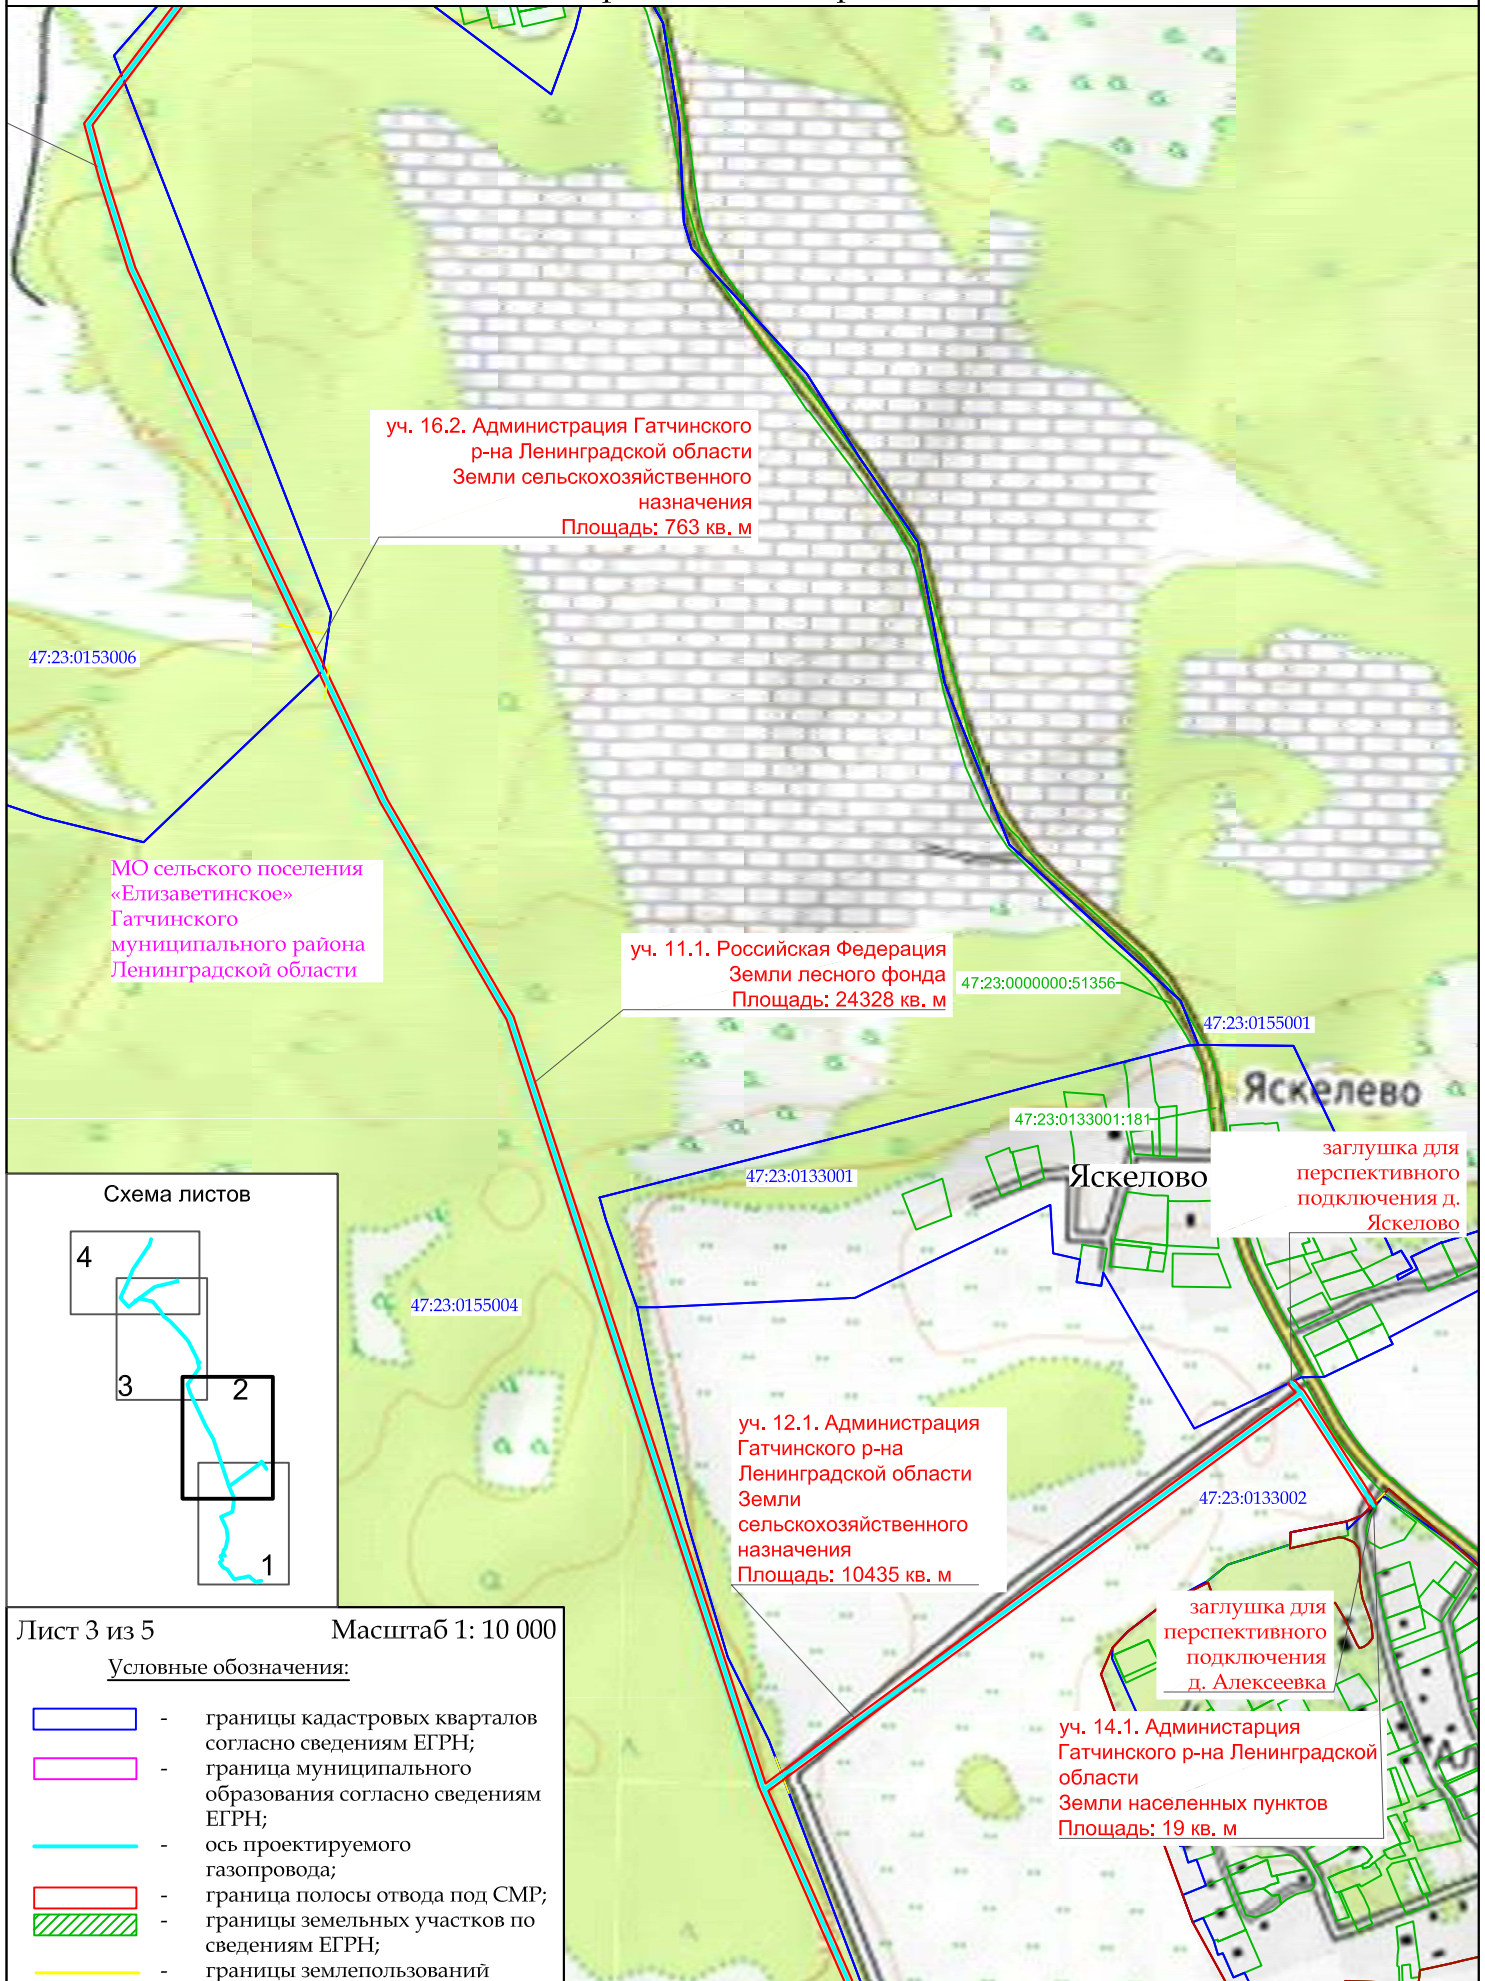 уч. 16.2. Администрация Гатчинского
р-на Ленинградской области
Земли сельскохозяйственного
назначения
Площадь: 763 кв. м
47:23:0153006
МО сельского поселения
«Елизаветинское»
Гатчинского
муниципального района
Ленинградской области
уч. 11.1. Российская Федерация
Земли лесного фонда
Площадь: 24328 кв. м
47:23:0000000:51356
47:23:0155001
Яскелево
47:23:0133001:181
заглушка для
перспективного
подключения д.
Яскелово
47:23:0133001
Яскелово
Схема листов
4
3
2
1
47:23:0155004
уч. 12.1. Администрация
Гатчинского р-на
Ленинградской области
Земли
сельскохозяйственного
назначения
Площадь: 10435 кв. м
47:23:0133002
заглушка для
перспективного
подключения
д. Алексеевка
уч. 14.1. Администарция
Гатчинского р-на Ленинградской
области
Земли населенных пунктов
Площадь: 19 кв. м
Лист 3 из 5 Масштаб 1: 10 000
Условные обозначения:
- границы кадастровых кварталов
согласно сведениям ЕГРН;
- граница муниципального
образования согласно сведениям
ЕГРН;
- ось проектируемого
газопровода;
- граница полосы отвода под СМР;
- границы земельных участков по
сведениям ЕГРН;
- границы землепользований